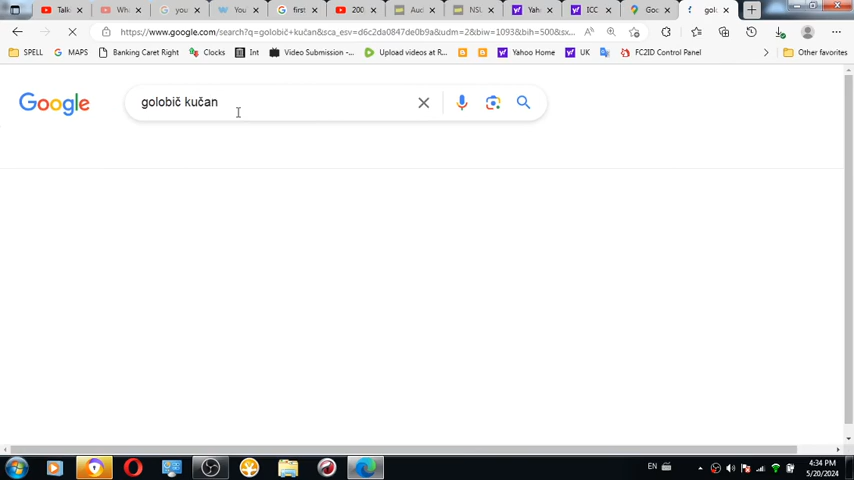 Talk
Wh
you
You
first
200
Aud
NSV
Yah
ICC
Goo
gol
https://www.google.com/search?q=golobič+kučan&sca_esv=d6c2da0847de0b9a&udm=2&biw=1093&bih=500&sx...
SPELL
MAPS
Banking Caret Right
Clocks
Int
Video Submission -...
Upload videos at R...
Yahoo Home
UK
FC2ID Control Panel
Other favorites
Google
golobič kučan
EN
4:34 PM
5/20/2024